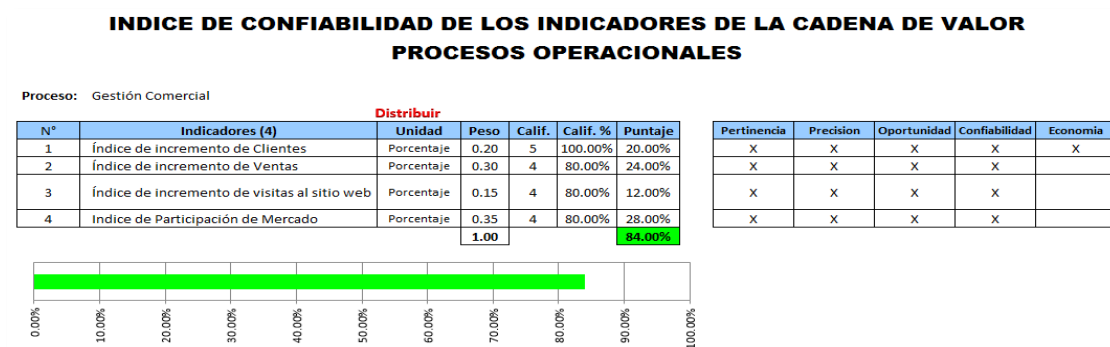 INDICE DE CONFIABILIDAD DE LOS INDICADORES DE LA CADENA DE VALOR
PROCESOS OPERACIONALES
Proceso: Gestión Comercial
Distribuir
N° Indicadores (4) Unidad Peso Calif. Calif. % Puntaje Pertinencia Precision Oportunidad Confiabilidad Economia
1 Índice de incremento de Clientes Porcentaje 0.20 5 100.00% 20.00% X X X X X
2 Índice de incremento de Ventas Porcentaje 0.30 4 80.00% 24.00% X X X X
3 Índice de incremento de visitas al sitio web Porcentaje 0.15 4 80.00% 12.00% X X X X
4 Indice de Participación de Mercado Porcentaje 0.35 4 80.00% 28.00% X X X X
1.00 84.00%
0.00% 10.00% 20.00% 30.00% 40.00% 50.00% 60.00% 70.00% 80.00% 90.00% 100.00%